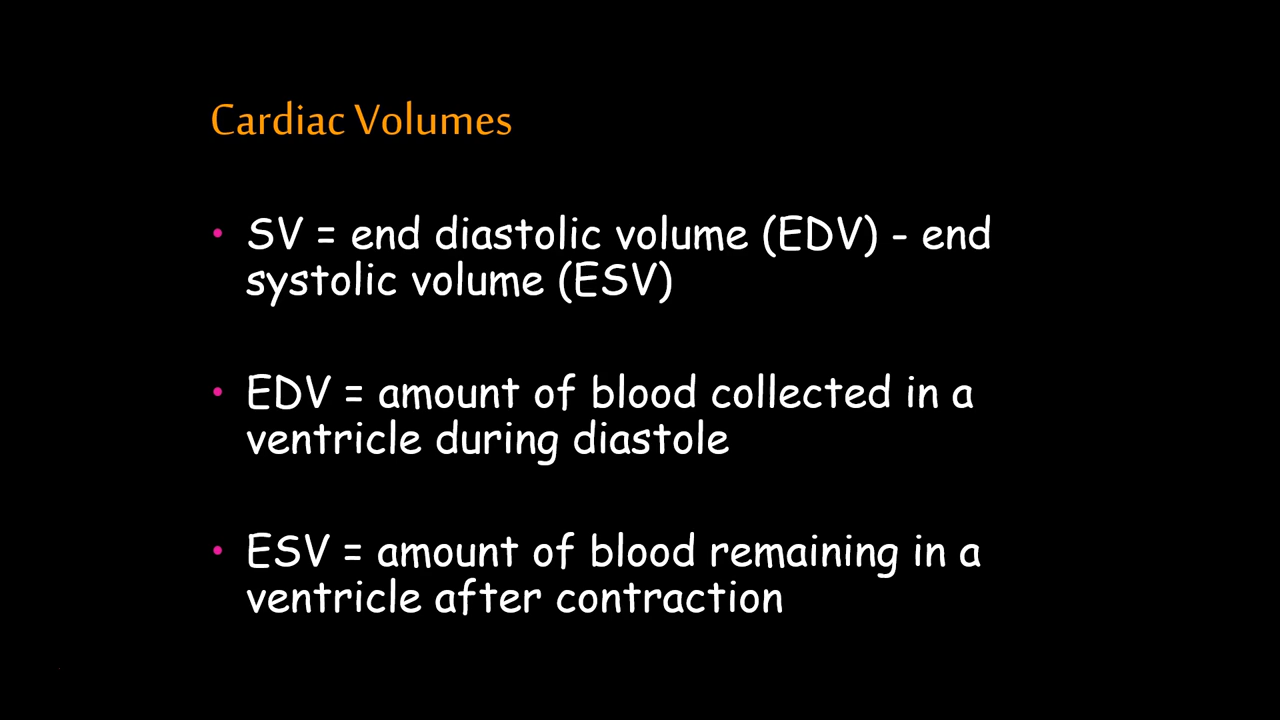 Cardiac Volumes
• SV = end diastolic volume (EDV) - end
systolic volume (ESV)
• EDV = amount of blood collected in a
ventricle during diastole
• ESV = amount of blood remaining in a
ventricle after contraction